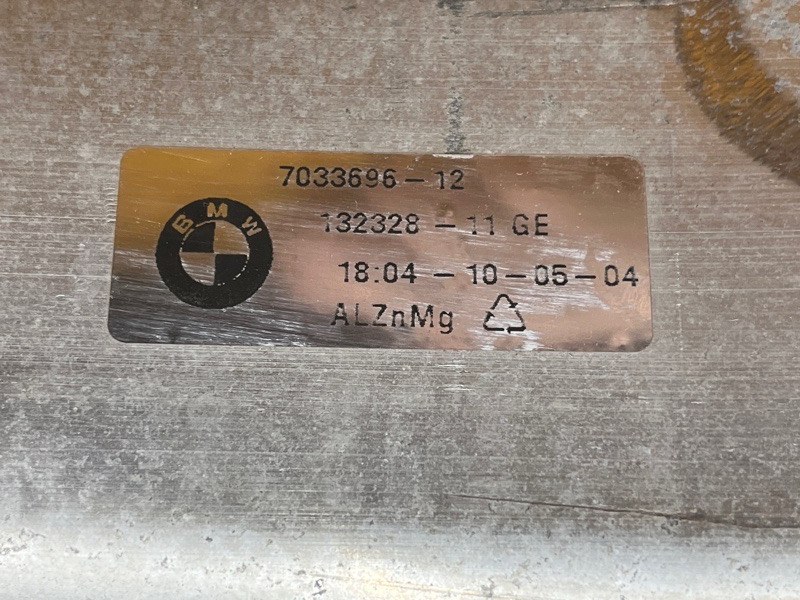 7033696-12
BMW
132328-11 GE
18:04-10-05-04
ALZnMg